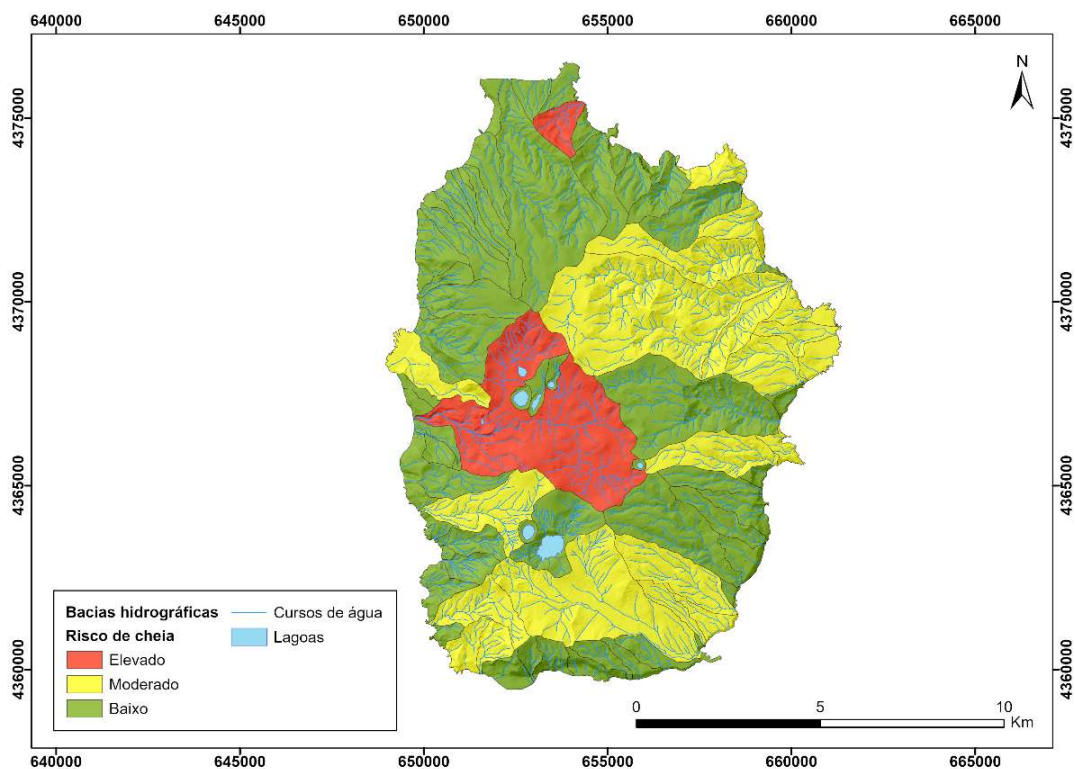 640000 645000 650000 655000 660000 665000
N
4375000 4375000
4370000 4370000
4365000 4365000
4360000 4360000
Bacias hidrográficas
Risco de cheia
Elevado
Moderado
Baixo
Cursos de água
Lagoas
0 5 10
Km
640000 645000 650000 655000 660000 665000